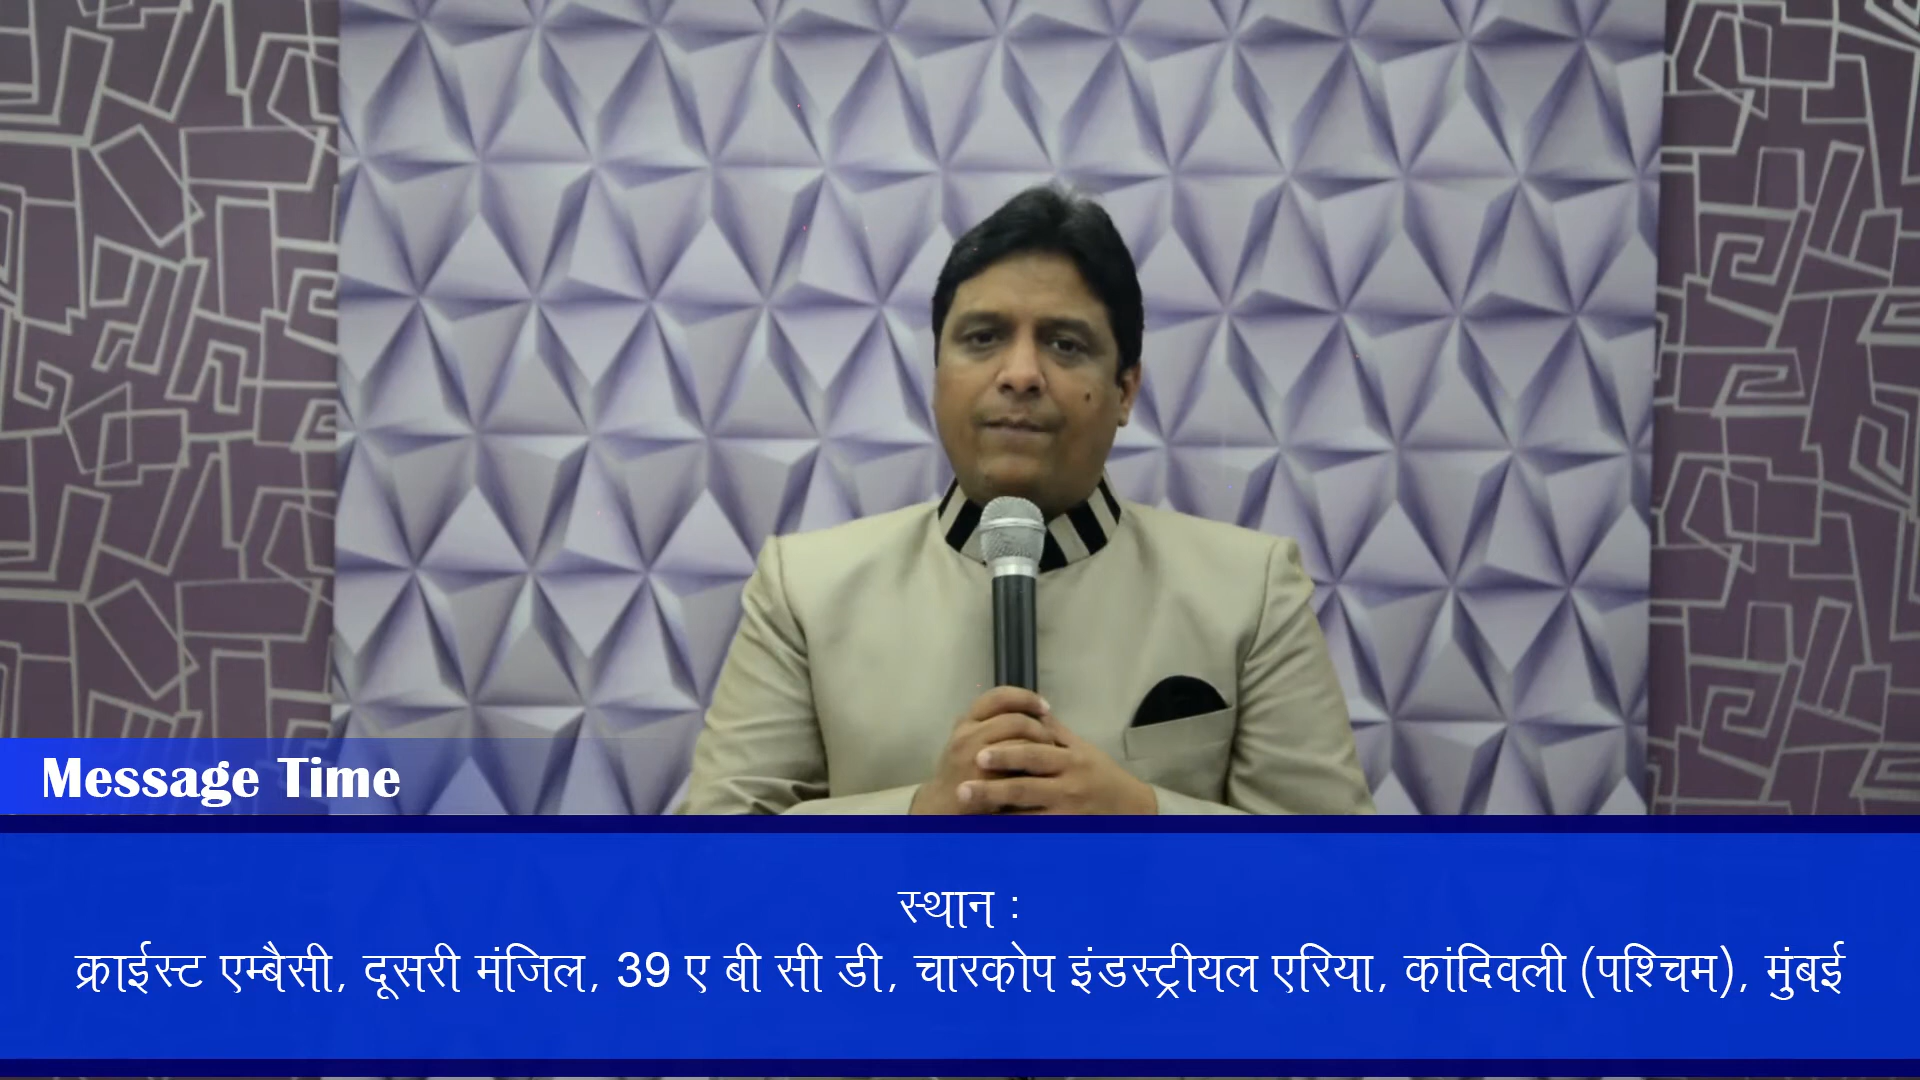 Message Time
स्थान :
क्राईस्ट एम्बैसी, दूसरी मंजिल, 39 ए बी सी डी, चारकोप इंडस्ट्रीयल एरिया, कांदिवली (पश्चिम), मुंबई